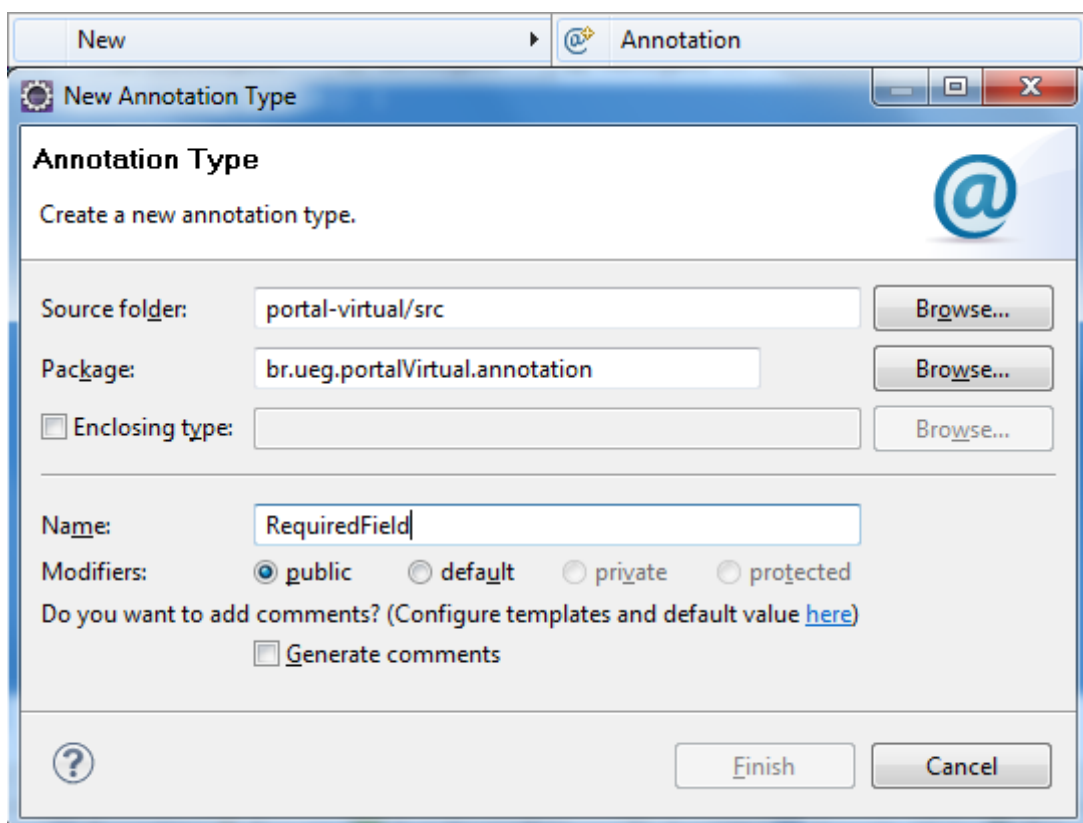 New Annotation
New Annotation Type
Annotation Type
Create a new annotation type.
Source folder: portal-virtual/src Browse...
Package: br.ueg.portalVirtual.annotation Browse...
Enclosing type: Browse...
Name: RequiredField
Modifiers: public default private protected
Do you want to add comments? (Configure templates and default value here)
Generate comments
Finish Cancel